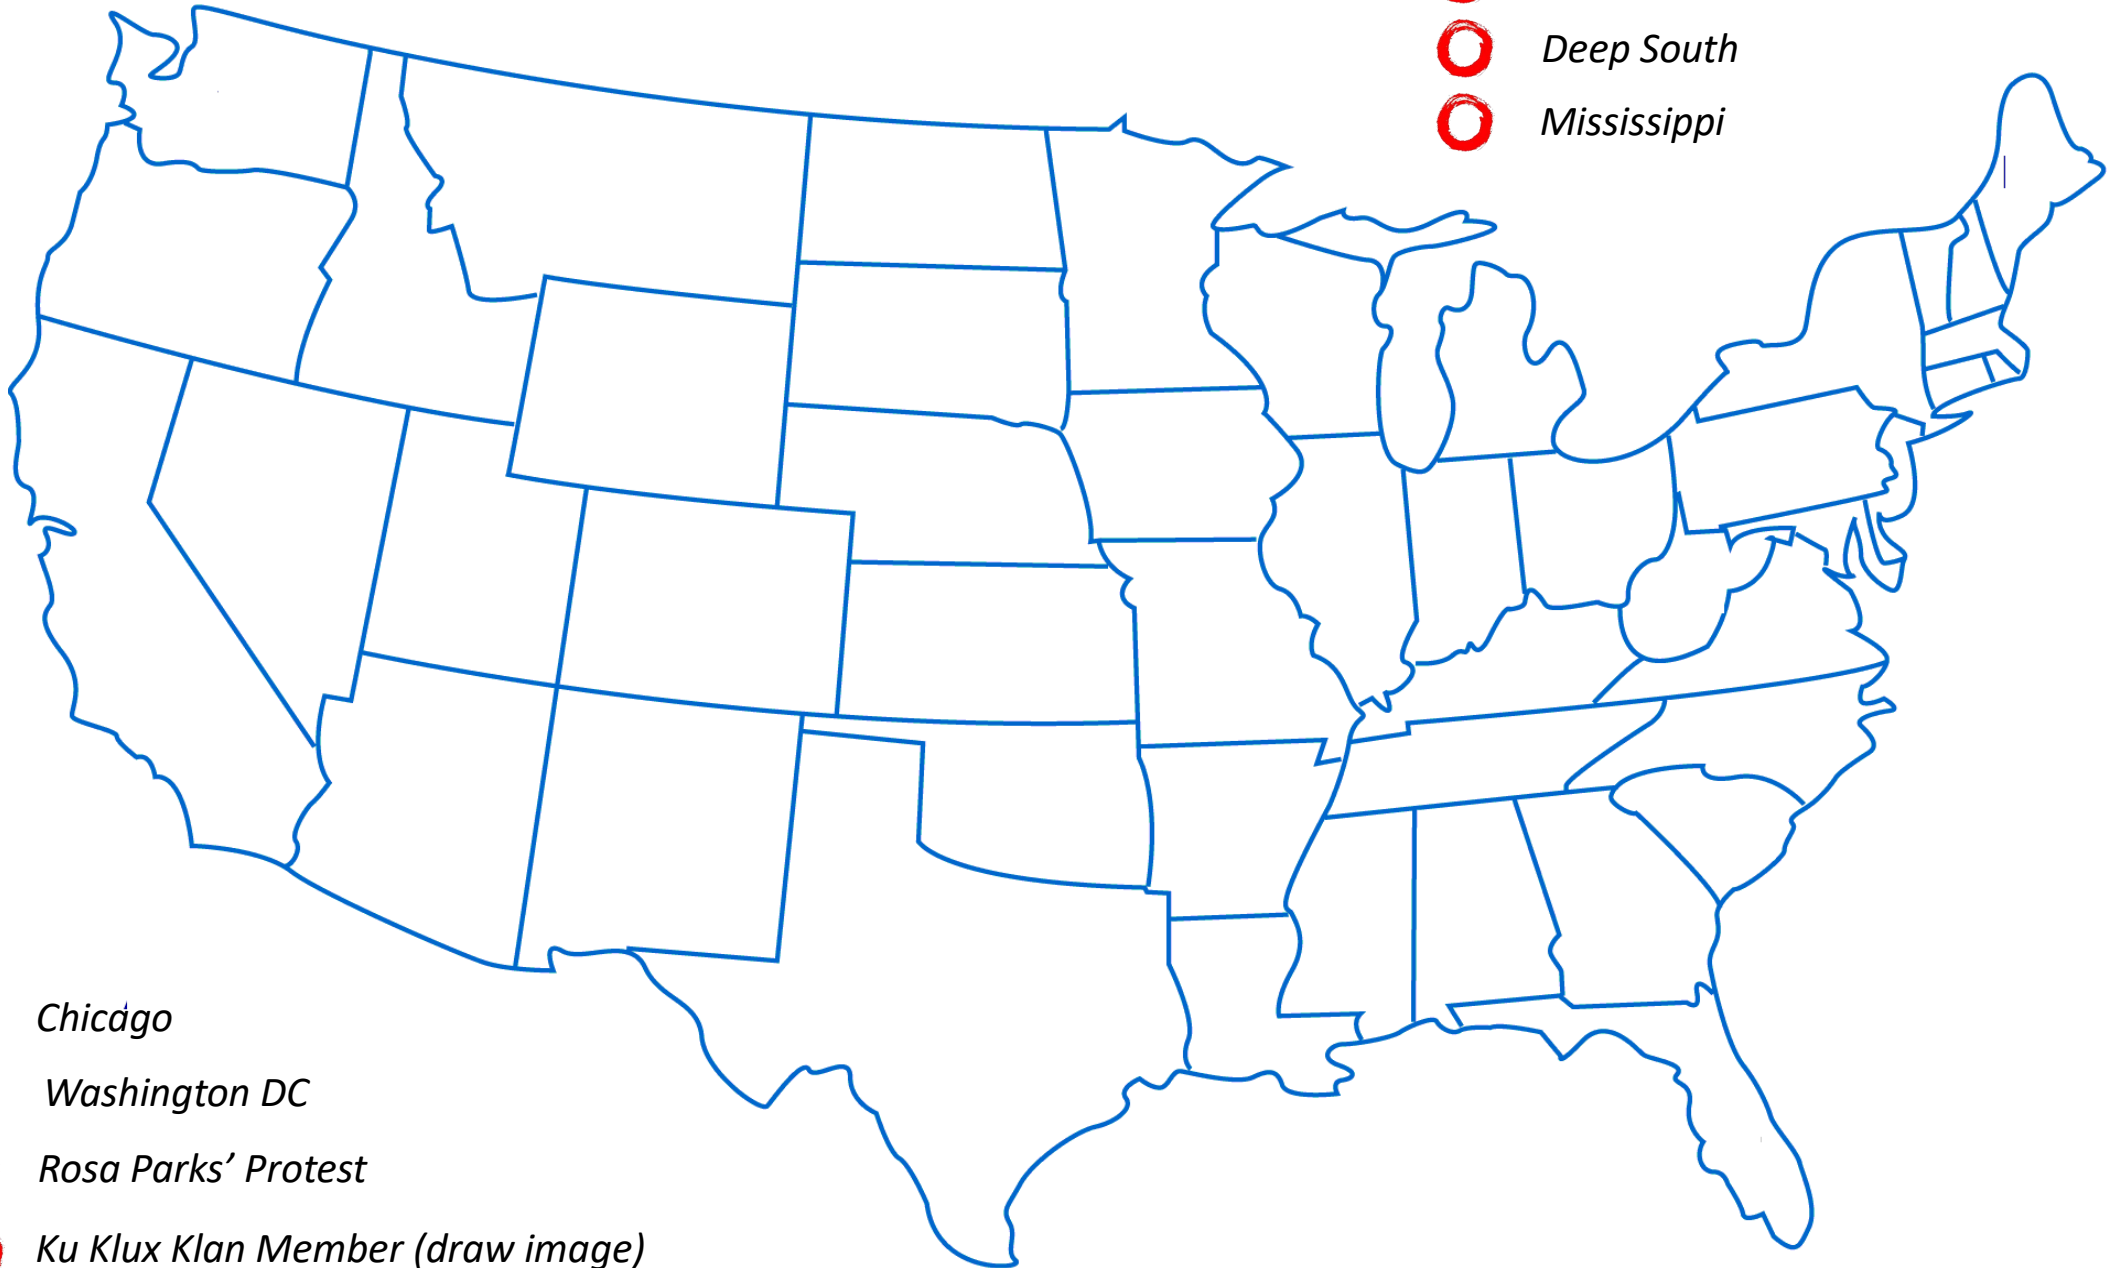 Deep South
Mississippi
Chicago
Washington DC
Rosa Parks’ Protest
Ku Klux Klan Member (draw image)